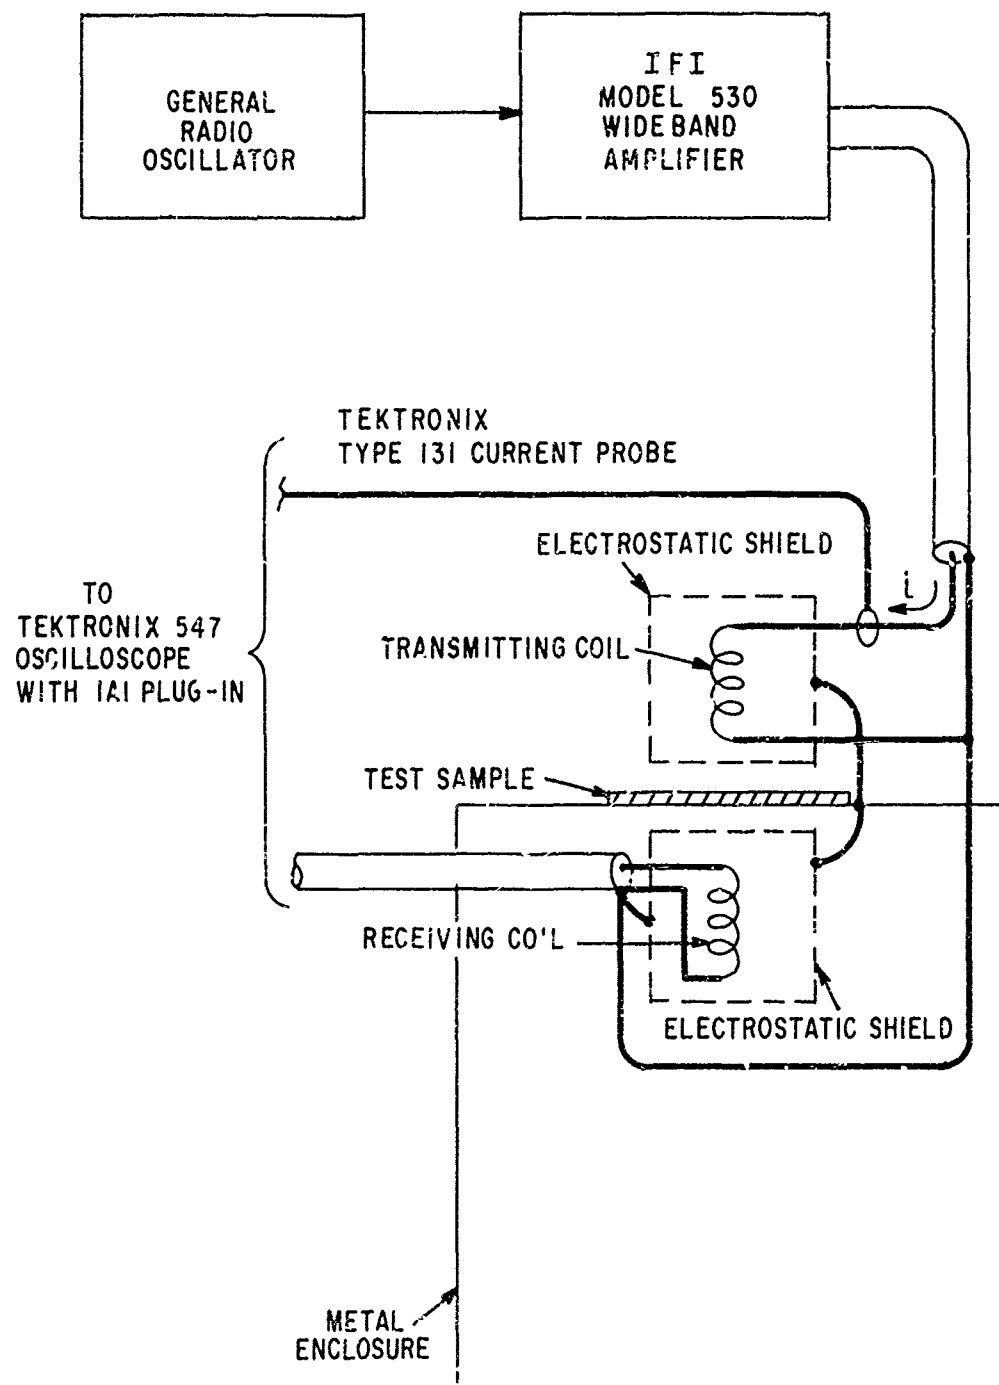 GENERAL
RADIO
OSCILLATOR
IFI
MODEL 530
WIDE BAND
AMPLIFIER
TEKTRONIX
TYPE 131 CURRENT PROBE
ELECTROSTATIC SHIELD
i
TO
TEKTRONIX 547
OSCILLOSCOPE
WITH 1A1 PLUG-IN
TRANSMITTING COIL
TEST SAMPLE
RECEIVING CO'L
ELECTROSTATIC SHIELD
METAL
ENCLOSURE